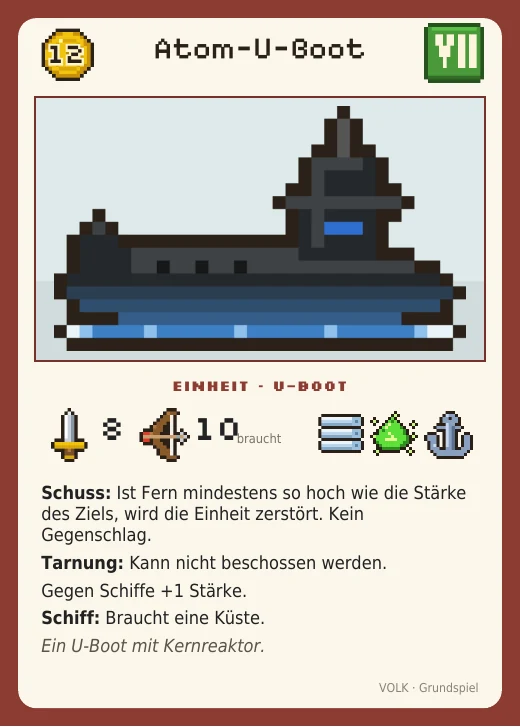 12
Atom-U-Boot
VII
EINHEIT · U-BOOT
8
10
braucht
Schuss: Ist Fern mindestens so hoch wie die Stärke
des Ziels, wird die Einheit zerstört. Kein
Gegenschlag.
Tarnung: Kann nicht beschossen werden.
Gegen Schiffe +1 Stärke.
Schiff: Braucht eine Küste.
Ein U-Boot mit Kernreaktor.
VOLK · Grundspiel